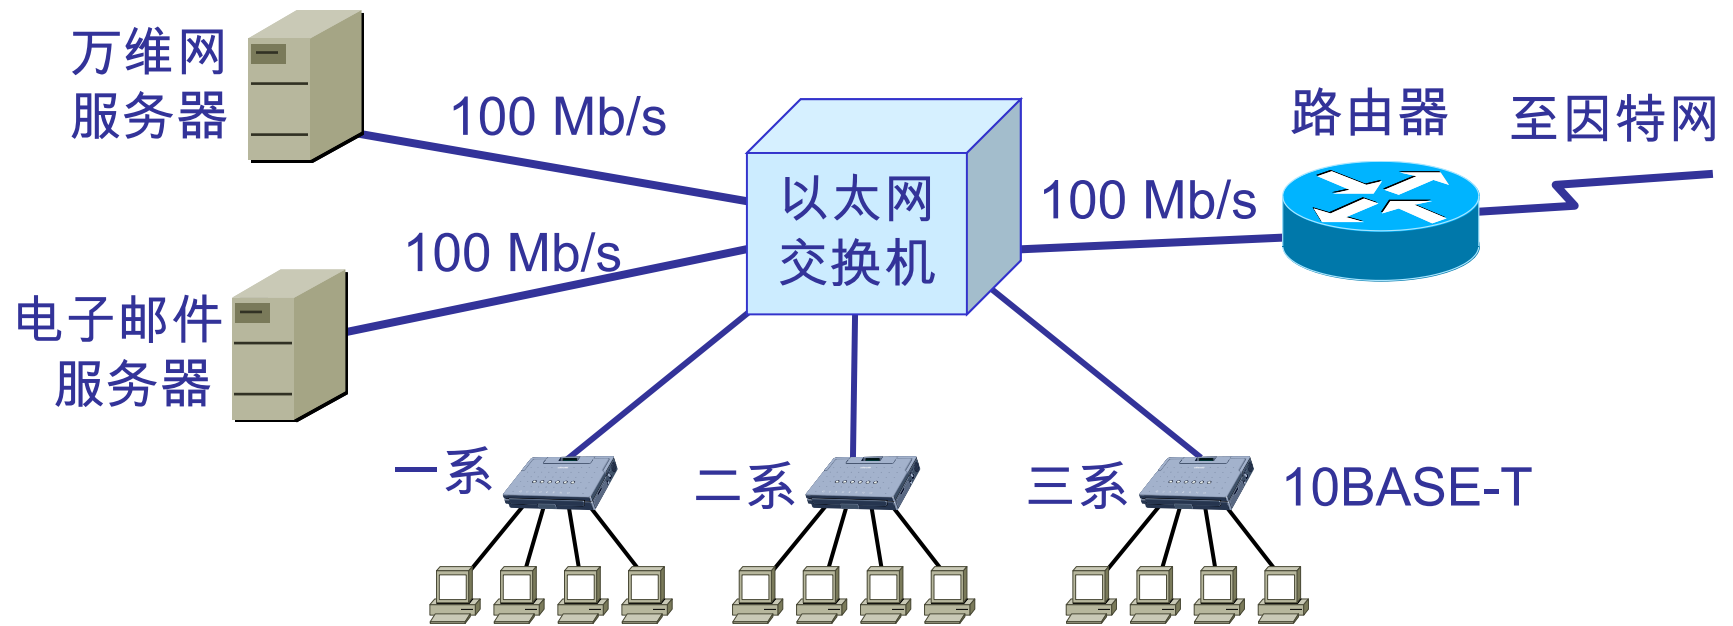 万维网
服务器
100 Mb/s
路由器
至因特网
以太网
交换机
100 Mb/s
100 Mb/s
电子邮件
服务器
一系
二系
三系
10BASE-T